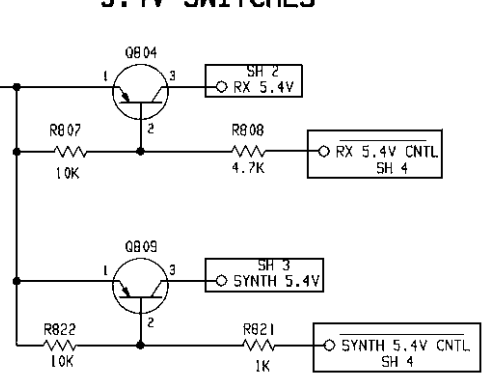 5.4V SWITCHES
Q804
1
3
SH 2
RX 5.4V
2
R807
10K
R808
4.7K
RX 5.4V CNTL
SH 4
Q809
1
3
SH 3
SYNTH 5.4V
2
R822
10K
R821
1K
SYNTH 5.4V CNTL
SH 4